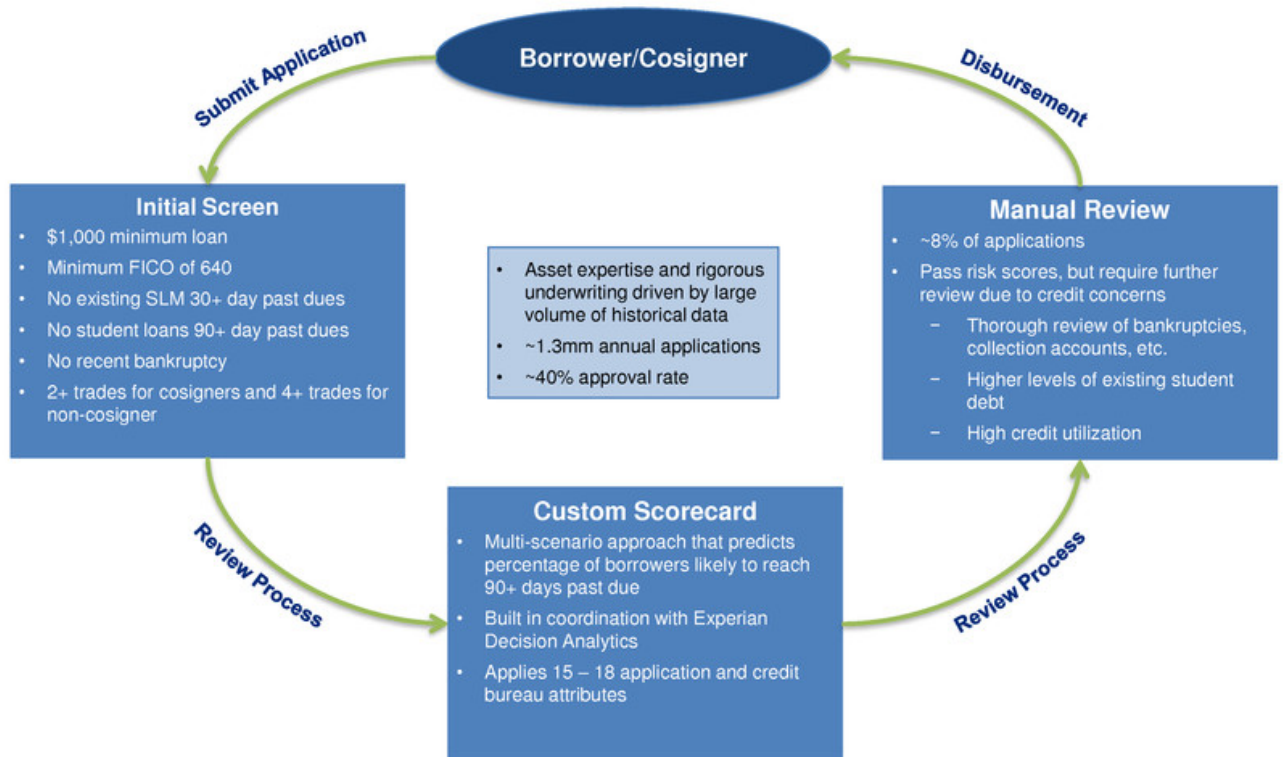 Borrower/Cosigner
Submit Application
Disbursement
Initial Screen
• $1,000 minimum loan
• Minimum FICO of 640
• No existing SLM 30+ day past dues
• No student loans 90+ day past dues
• No recent bankruptcy
• 2+ trades for cosigners and 4+ trades for
non-cosigner
• Asset expertise and rigorous
underwriting driven by large
volume of historical data
• ~1.3mm annual applications
• ~40% approval rate
Manual Review
• ~8% of applications
• Pass risk scores, but require further
review due to credit concerns
− Thorough review of bankruptcies,
collection accounts, etc.
− Higher levels of existing student
debt
− High credit utilization
Review Process
Custom Scorecard
• Multi-scenario approach that predicts
percentage of borrowers likely to reach
90+ days past due
• Built in coordination with Experian
Decision Analytics
• Applies 15 – 18 application and credit
bureau attributes
Review Process